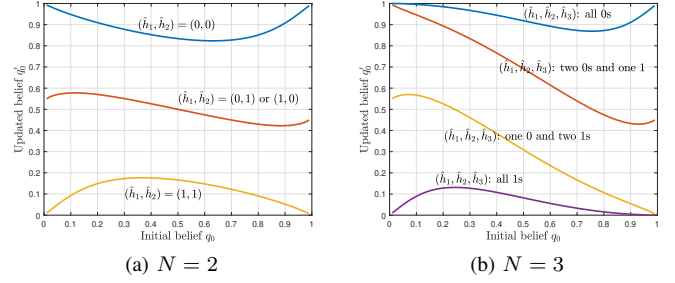 1
0.9
0.8
0.7
0.6
0.5
0.4
0.3
0.2
0.1
0
Updated belief q₀′
(ĥ₁, ĥ₂) = (0, 0)
(ĥ₁, ĥ₂) = (0, 1) or (1, 0)
(ĥ₁, ĥ₂) = (1, 1)
0 0.1 0.2 0.3 0.4 0.5 0.6 0.7 0.8 0.9 1
Initial belief q₀
(a) N = 2
1
0.9
0.8
0.7
0.6
0.5
0.4
0.3
0.2
0.1
0
Updated belief q₀′
(ĥ₁, ĥ₂, ĥ₃): all 0s
(ĥ₁, ĥ₂, ĥ₃): two 0s and one 1
(ĥ₁, ĥ₂, ĥ₃): one 0 and two 1s
(ĥ₁, ĥ₂, ĥ₃): all 1s
0 0.1 0.2 0.3 0.4 0.5 0.6 0.7 0.8 0.9 1
Initial belief q₀
(b) N = 3